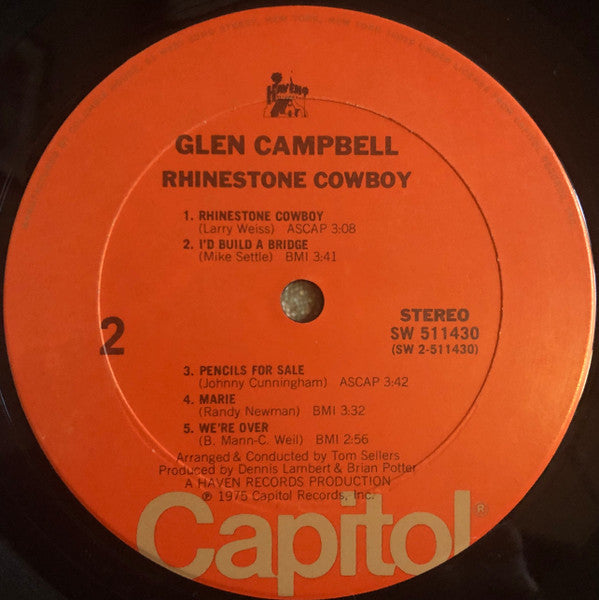 Haven
GLEN CAMPBELL
RHINESTONE COWBOY
1. RHINESTONE COWBOY
(Larry Weiss) ASCAP 3:08
2. I'D BUILD A BRIDGE
(Mike Settle) BMI 3:41
2
STEREO
SW 511430
(SW 2-511430)
3. PENCILS FOR SALE
(Johnny Cunningham) ASCAP 3:42
4. MARIE
(Randy Newman) BMI 3:32
5. WE'RE OVER
(B. Mann-C. Weil) BMI 2:56
Arranged & Conducted by Tom Sellers
Produced by Dennis Lambert & Brian Potter
A HAVEN RECORDS PRODUCTION
℗ 1975 Capitol Records, Inc.
Capitol®